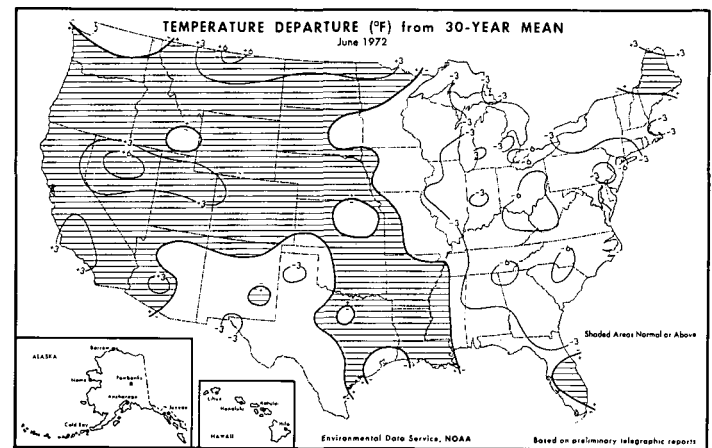 TEMPERATURE DEPARTURE (°F) from 30-YEAR MEAN
June 1972
Shaded Areas Normal or Above
ALASKA
Barrow
Nome
Fairbanks
Anchorage
Juneau
Cold Bay
Lihue
Honolulu
Kahului
Hilo
HAWAII
Environmental Data Service, NOAA
Based on preliminary telegraphic reports